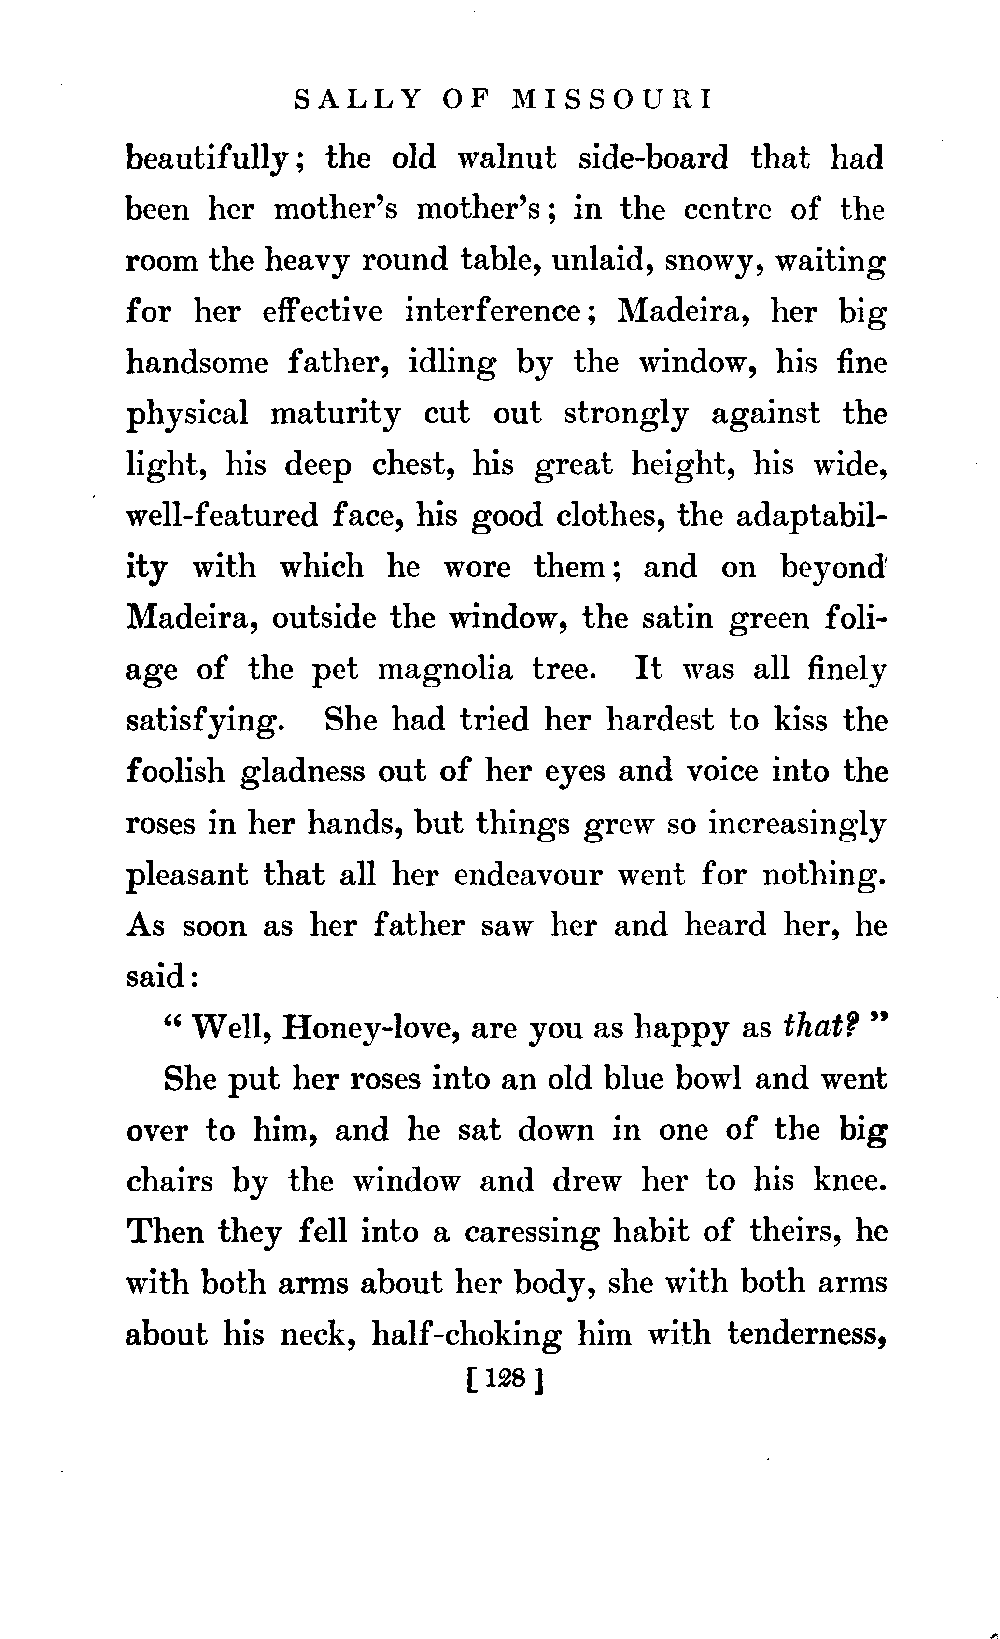 SALLY OF MISSOURI
beautifully; the old walnut side-board that had
been her mother's mother's; in the centre of the
room the heavy round table, unlaid, snowy, waiting
for her effective interference; Madeira, her big
handsome father, idling by the window, his fine
physical maturity cut out strongly against the
light, his deep chest, his great height, his wide,
well-featured face, his good clothes, the adaptabil-
ity with which he wore them; and on beyond
Madeira, outside the window, the satin green foli-
age of the pet magnolia tree. It was all finely
satisfying. She had tried her hardest to kiss the
foolish gladness out of her eyes and voice into the
roses in her hands, but things grew so increasingly
pleasant that all her endeavour went for nothing.
As soon as her father saw her and heard her, he
said:
"Well, Honey-love, are you as happy as that?"
She put her roses into an old blue bowl and went
over to him, and he sat down in one of the big
chairs by the window and drew her to his knee.
Then they fell into a caressing habit of theirs, he
with both arms about her body, she with both arms
about his neck, half-choking him with tenderness,
[128]